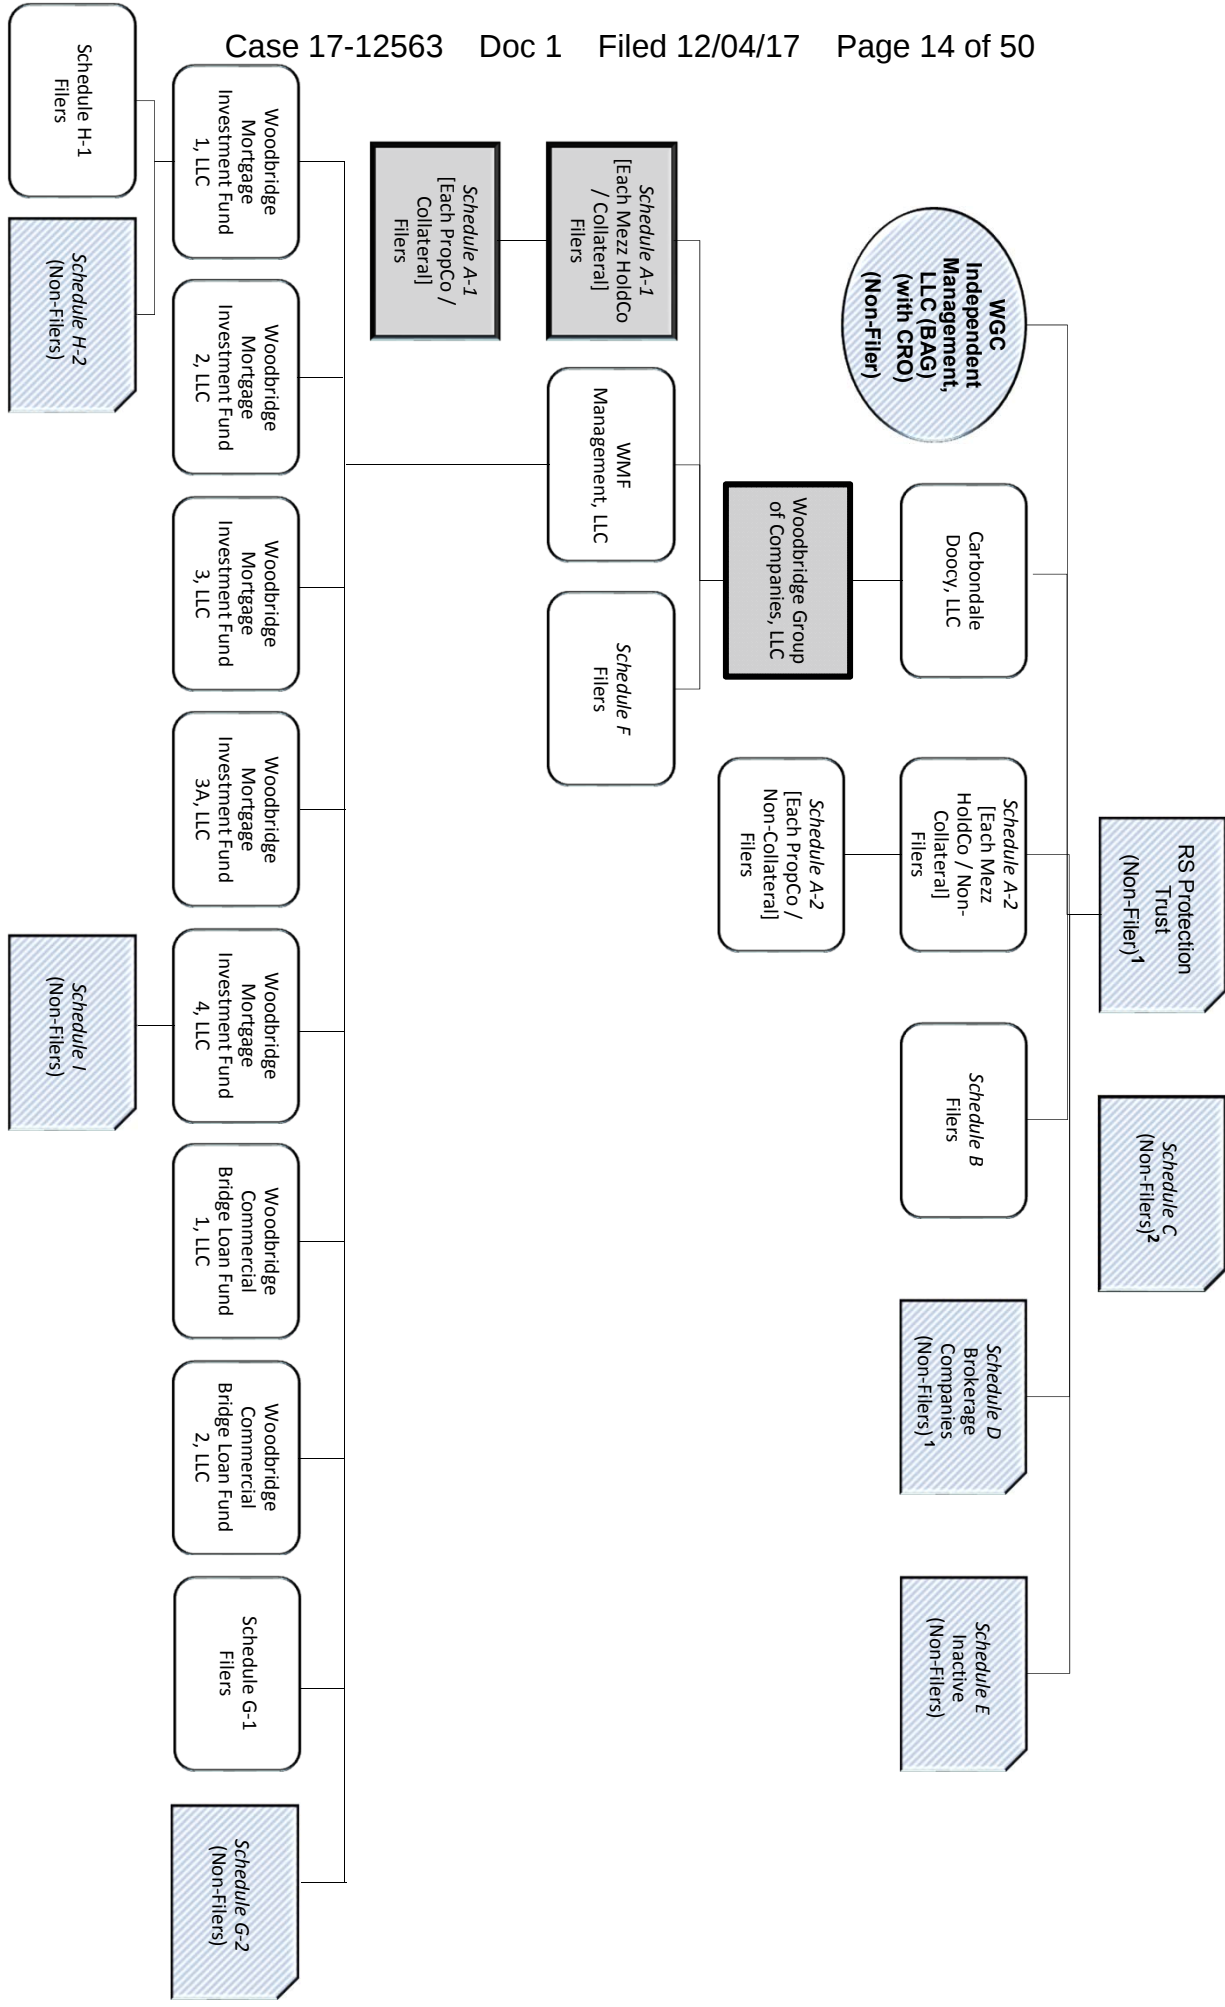 Case 17-12563 Doc 1 Filed 12/04/17 Page 14 of 50
RS Protection
Trust
(Non-Filer)¹
Schedule C
(Non-Filers)²
WGC
Independent
Management,
LLC (BAG)
(with CRO)
(Non-Filer)
Carbondale
Doocy, LLC
Schedule A-2
[Each Mezz
HoldCo / Non-
Collateral]
Filers
Schedule B
Filers
Schedule D
Brokerage
Companies
(Non-Filers) ¹
Schedule E
Inactive
(Non-Filers)
Woodbridge Group
of Companies, LLC
Schedule A-2
[Each PropCo /
Non-Collateral]
Filers
Schedule A-1
[Each Mezz HoldCo
/ Collateral]
Filers
WMF
Management, LLC
Schedule F
Filers
Schedule A-1
[Each PropCo /
Collateral]
Filers
Woodbridge
Mortgage
Investment Fund
1, LLC
Woodbridge
Mortgage
Investment Fund
2, LLC
Woodbridge
Mortgage
Investment Fund
3, LLC
Woodbridge
Mortgage
Investment Fund
3A, LLC
Woodbridge
Mortgage
Investment Fund
4, LLC
Woodbridge
Commercial
Bridge Loan Fund
1, LLC
Woodbridge
Commercial
Bridge Loan Fund
2, LLC
Schedule G-1
Filers
Schedule G-2
(Non-Filers)
Schedule H-1
Filers
Schedule H-2
(Non-Filers)
Schedule I
(Non-Filers)